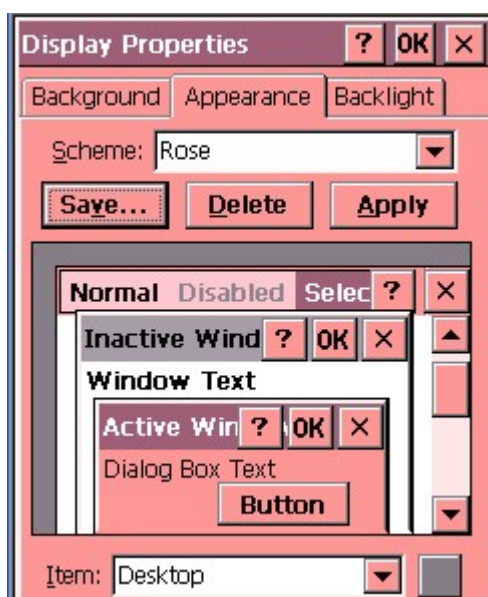 Display Properties ? OK ×
Background Appearance Backlight
Scheme: Rose
Save... Delete Apply
Normal Disabled Selec ? ×
Inactive Wind ? OK ×
Window Text
Active Win ? OK ×
Dialog Box Text
Button
Item: Desktop